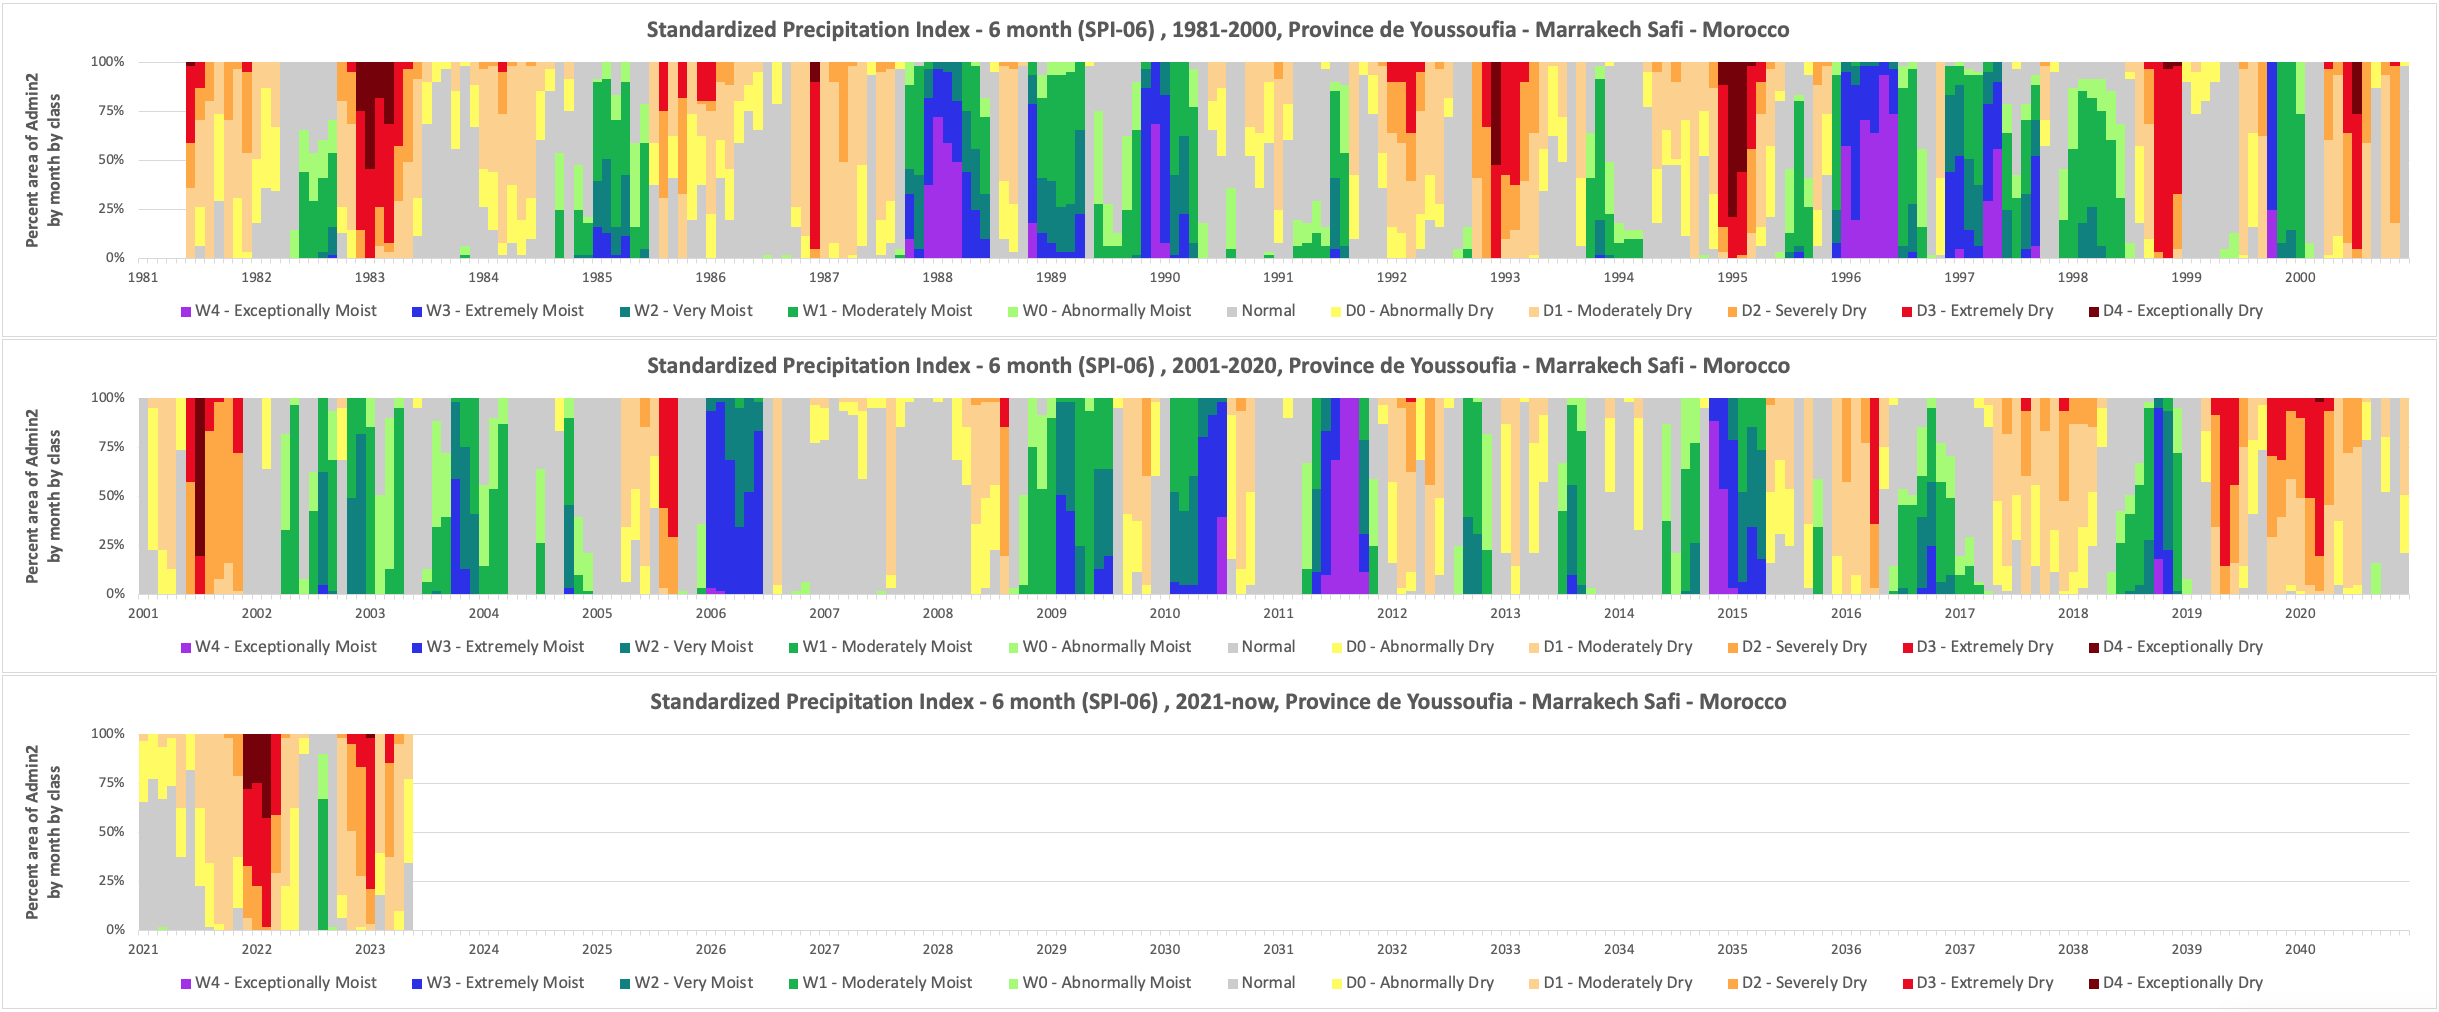 Standardized Precipitation Index - 6 month (SPI-06) , 1981-2000, Province de Youssoufia - Marrakech Safi - Morocco
Percent area of Admin2
by month by class
100%
75%
50%
25%
0%
1981 1982 1983 1984 1985 1986 1987 1988 1989 1990 1991 1992 1993 1994 1995 1996 1997 1998 1999 2000
W4 - Exceptionally Moist W3 - Extremely Moist W2 - Very Moist W1 - Moderately Moist W0 - Abnormally Moist Normal D0 - Abnormally Dry D1 - Moderately Dry D2 - Severely Dry D3 - Extremely Dry D4 - Exceptionally Dry
Standardized Precipitation Index - 6 month (SPI-06) , 2001-2020, Province de Youssoufia - Marrakech Safi - Morocco
Percent area of Admin2
by month by class
100%
75%
50%
25%
0%
2001 2002 2003 2004 2005 2006 2007 2008 2009 2010 2011 2012 2013 2014 2015 2016 2017 2018 2019 2020
W4 - Exceptionally Moist W3 - Extremely Moist W2 - Very Moist W1 - Moderately Moist W0 - Abnormally Moist Normal D0 - Abnormally Dry D1 - Moderately Dry D2 - Severely Dry D3 - Extremely Dry D4 - Exceptionally Dry
Standardized Precipitation Index - 6 month (SPI-06) , 2021-now, Province de Youssoufia - Marrakech Safi - Morocco
Percent area of Admin2
by month by class
100%
75%
50%
25%
0%
2021 2022 2023 2024 2025 2026 2027 2028 2029 2030 2031 2032 2033 2034 2035 2036 2037 2038 2039 2040
W4 - Exceptionally Moist W3 - Extremely Moist W2 - Very Moist W1 - Moderately Moist W0 - Abnormally Moist Normal D0 - Abnormally Dry D1 - Moderately Dry D2 - Severely Dry D3 - Extremely Dry D4 - Exceptionally Dry